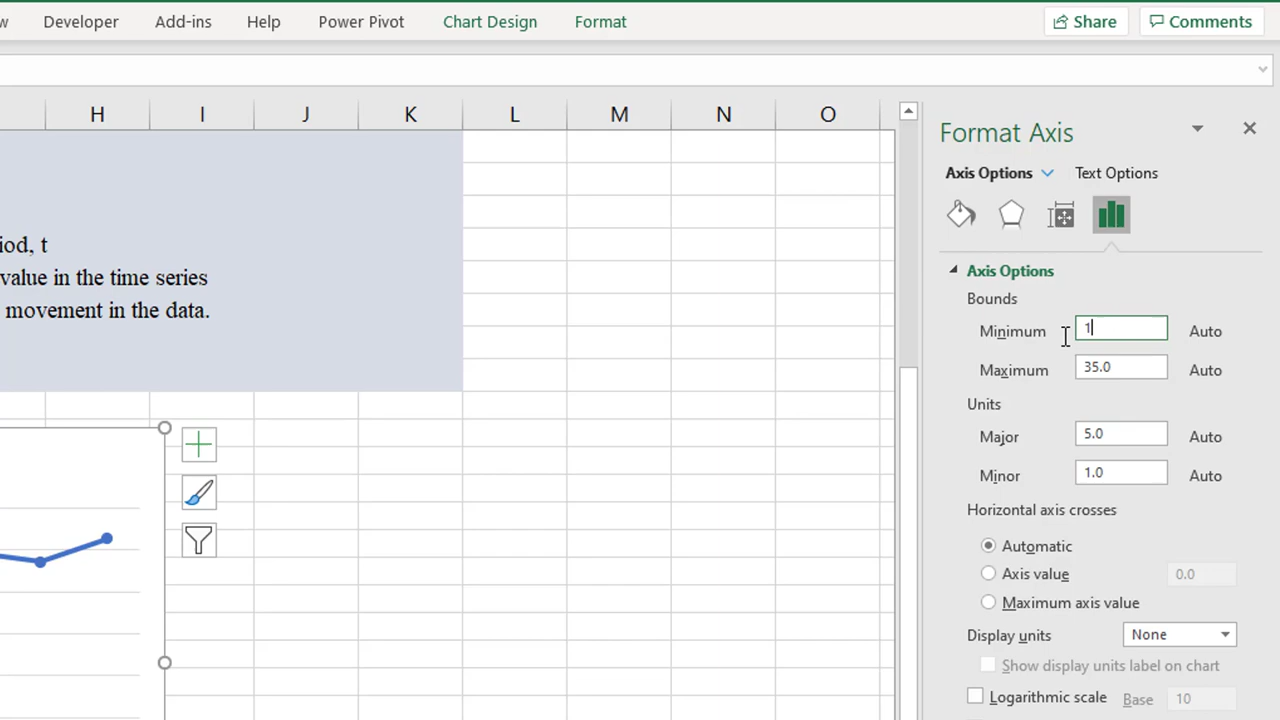 w Developer Add-ins Help Power Pivot Chart Design Format Share Comments
H I J K L M N O
iod, t
value in the time series
movement in the data.
Format Axis
Axis Options Text Options
Axis Options
Bounds
Minimum 1 Auto
Maximum 35.0 Auto
Units
Major 5.0 Auto
Minor 1.0 Auto
Horizontal axis crosses
Automatic
Axis value 0.0
Maximum axis value
Display units None
Show display units label on chart
Logarithmic scale Base 10